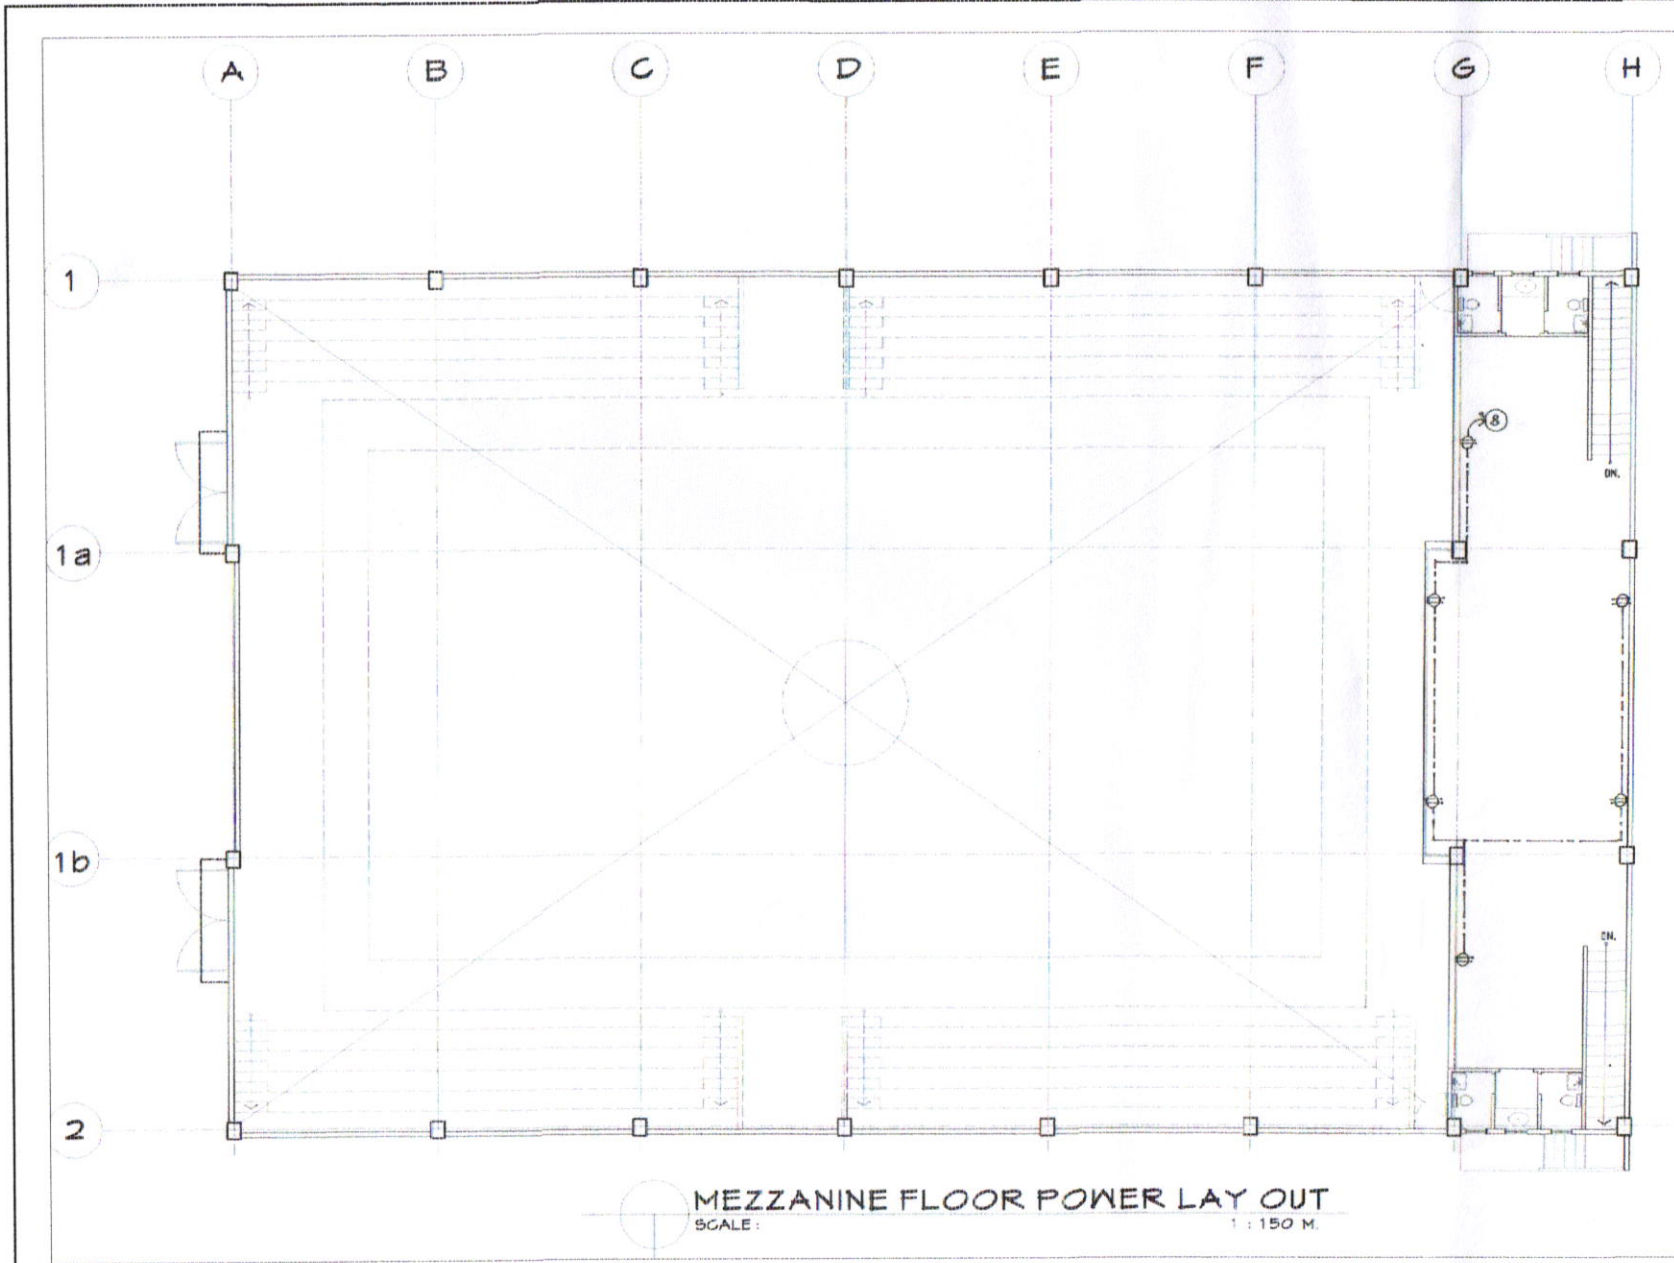 A B C D E F G H
1
8
DN.
1a
1b
DN.
2
MEZZANINE FLOOR POWER LAY OUT
SCALE: 1 : 150 M.